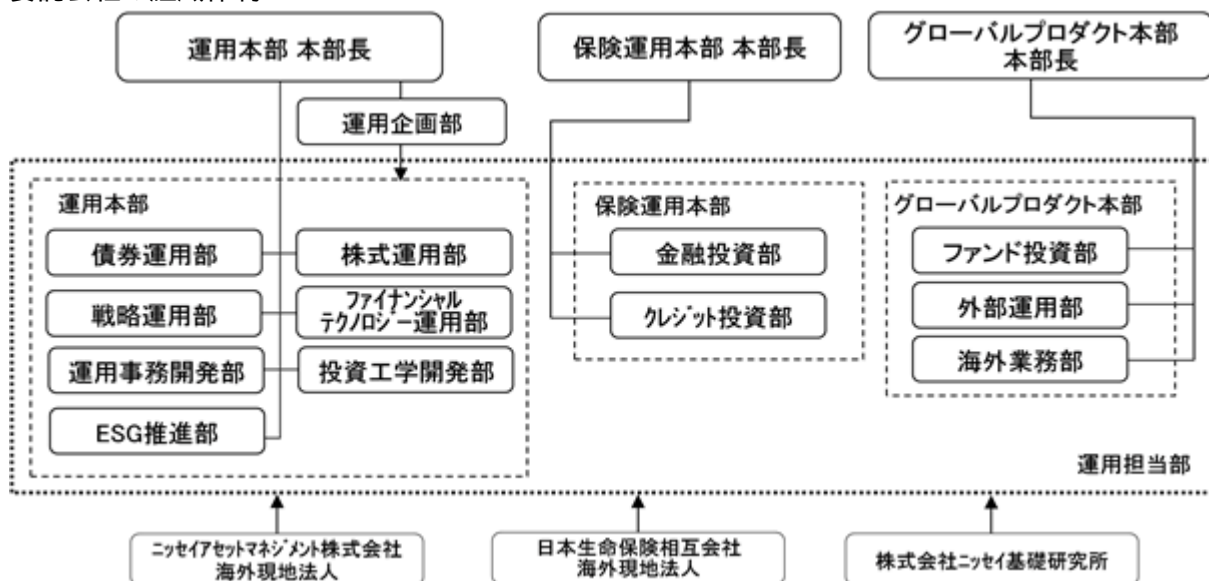 運用本部 本部長
保険運用本部 本部長
グローバルプロダクト本部
本部長
運用企画部
運用本部
債券運用部
株式運用部
戦略運用部
ファイナンシャル
テクノロジー運用部
運用事務開発部
投資工学開発部
ESG推進部
保険運用本部
金融投資部
クレジット投資部
グローバルプロダクト本部
ファンド投資部
外部運用部
海外業務部
運用担当部
ニッセイアセットマネジメント株式会社
海外現地法人
日本生命保険相互会社
海外現地法人
株式会社ニッセイ基礎研究所